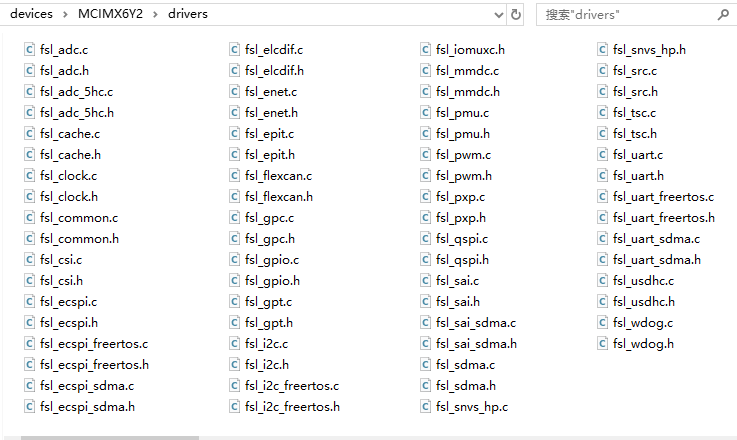 devices > MCIMX6Y2 > drivers
搜索"drivers"
fsl_adc.c
fsl_adc.h
fsl_adc_5hc.c
fsl_adc_5hc.h
fsl_cache.c
fsl_cache.h
fsl_clock.c
fsl_clock.h
fsl_common.c
fsl_common.h
fsl_csi.c
fsl_csi.h
fsl_ecspi.c
fsl_ecspi.h
fsl_ecspi_freertos.c
fsl_ecspi_freertos.h
fsl_ecspi_sdma.c
fsl_ecspi_sdma.h
fsl_elcdif.c
fsl_elcdif.h
fsl_enet.c
fsl_enet.h
fsl_epit.c
fsl_epit.h
fsl_flexcan.c
fsl_flexcan.h
fsl_gpc.c
fsl_gpc.h
fsl_gpio.c
fsl_gpio.h
fsl_gpt.c
fsl_gpt.h
fsl_i2c.c
fsl_i2c.h
fsl_i2c_freertos.c
fsl_i2c_freertos.h
fsl_iomuxc.h
fsl_mmdc.c
fsl_mmdc.h
fsl_pmu.c
fsl_pmu.h
fsl_pwm.c
fsl_pwm.h
fsl_pxp.c
fsl_pxp.h
fsl_qspi.c
fsl_qspi.h
fsl_sai.c
fsl_sai.h
fsl_sai_sdma.c
fsl_sai_sdma.h
fsl_sdma.c
fsl_sdma.h
fsl_snvs_hp.c
fsl_snvs_hp.h
fsl_src.c
fsl_src.h
fsl_tsc.c
fsl_tsc.h
fsl_uart.c
fsl_uart.h
fsl_uart_freertos.c
fsl_uart_freertos.h
fsl_uart_sdma.c
fsl_uart_sdma.h
fsl_usdhc.c
fsl_usdhc.h
fsl_wdog.c
fsl_wdog.h